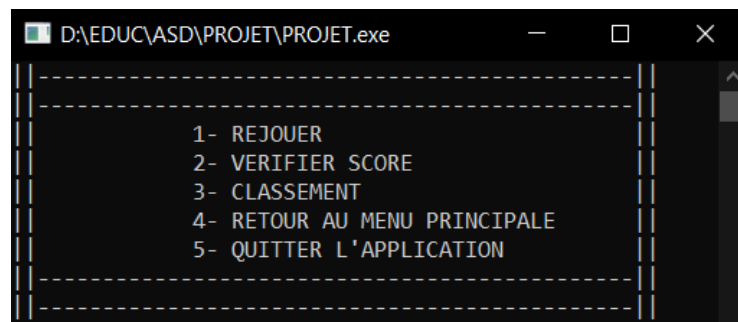 D:\EDUC\ASD\PROJET\PROJET.exe
||----------------------------------------------||
||----------------------------------------------||
|| 1- REJOUER ||
|| 2- VERIFIER SCORE ||
|| 3- CLASSEMENT ||
|| 4- RETOUR AU MENU PRINCIPALE ||
|| 5- QUITTER L'APPLICATION ||
||----------------------------------------------||
||----------------------------------------------||